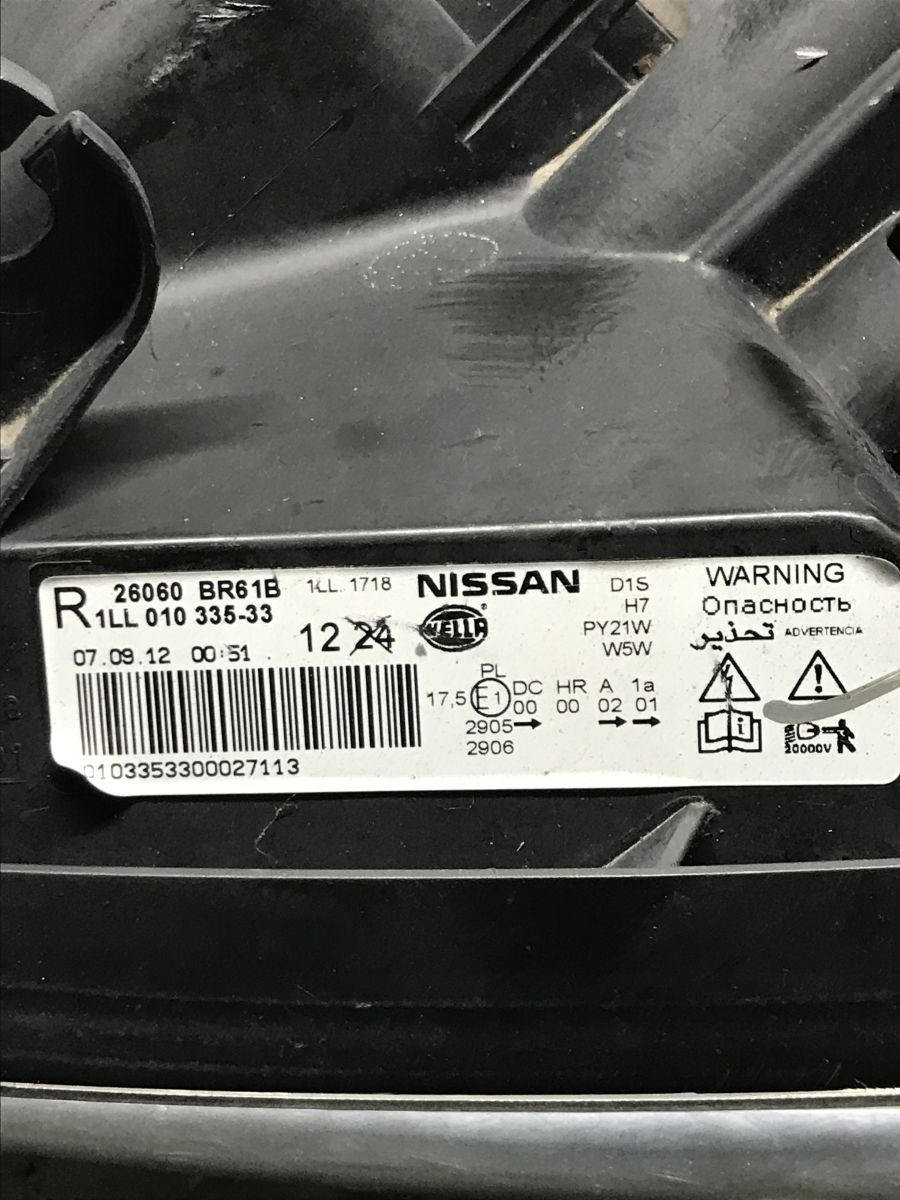 R
26060 BR61B
1LL 010 335-33
07.09.12 00:51
12 24
0103353300027113
1LL. 1718
NISSAN
HELLA
D1S
H7
PY21W
W5W
17,5
PL
E1
DC HR A 1a
00 00 02 01
2905
2906
WARNING
Опасность
تحذير ADVERTENCIA
i
20000V